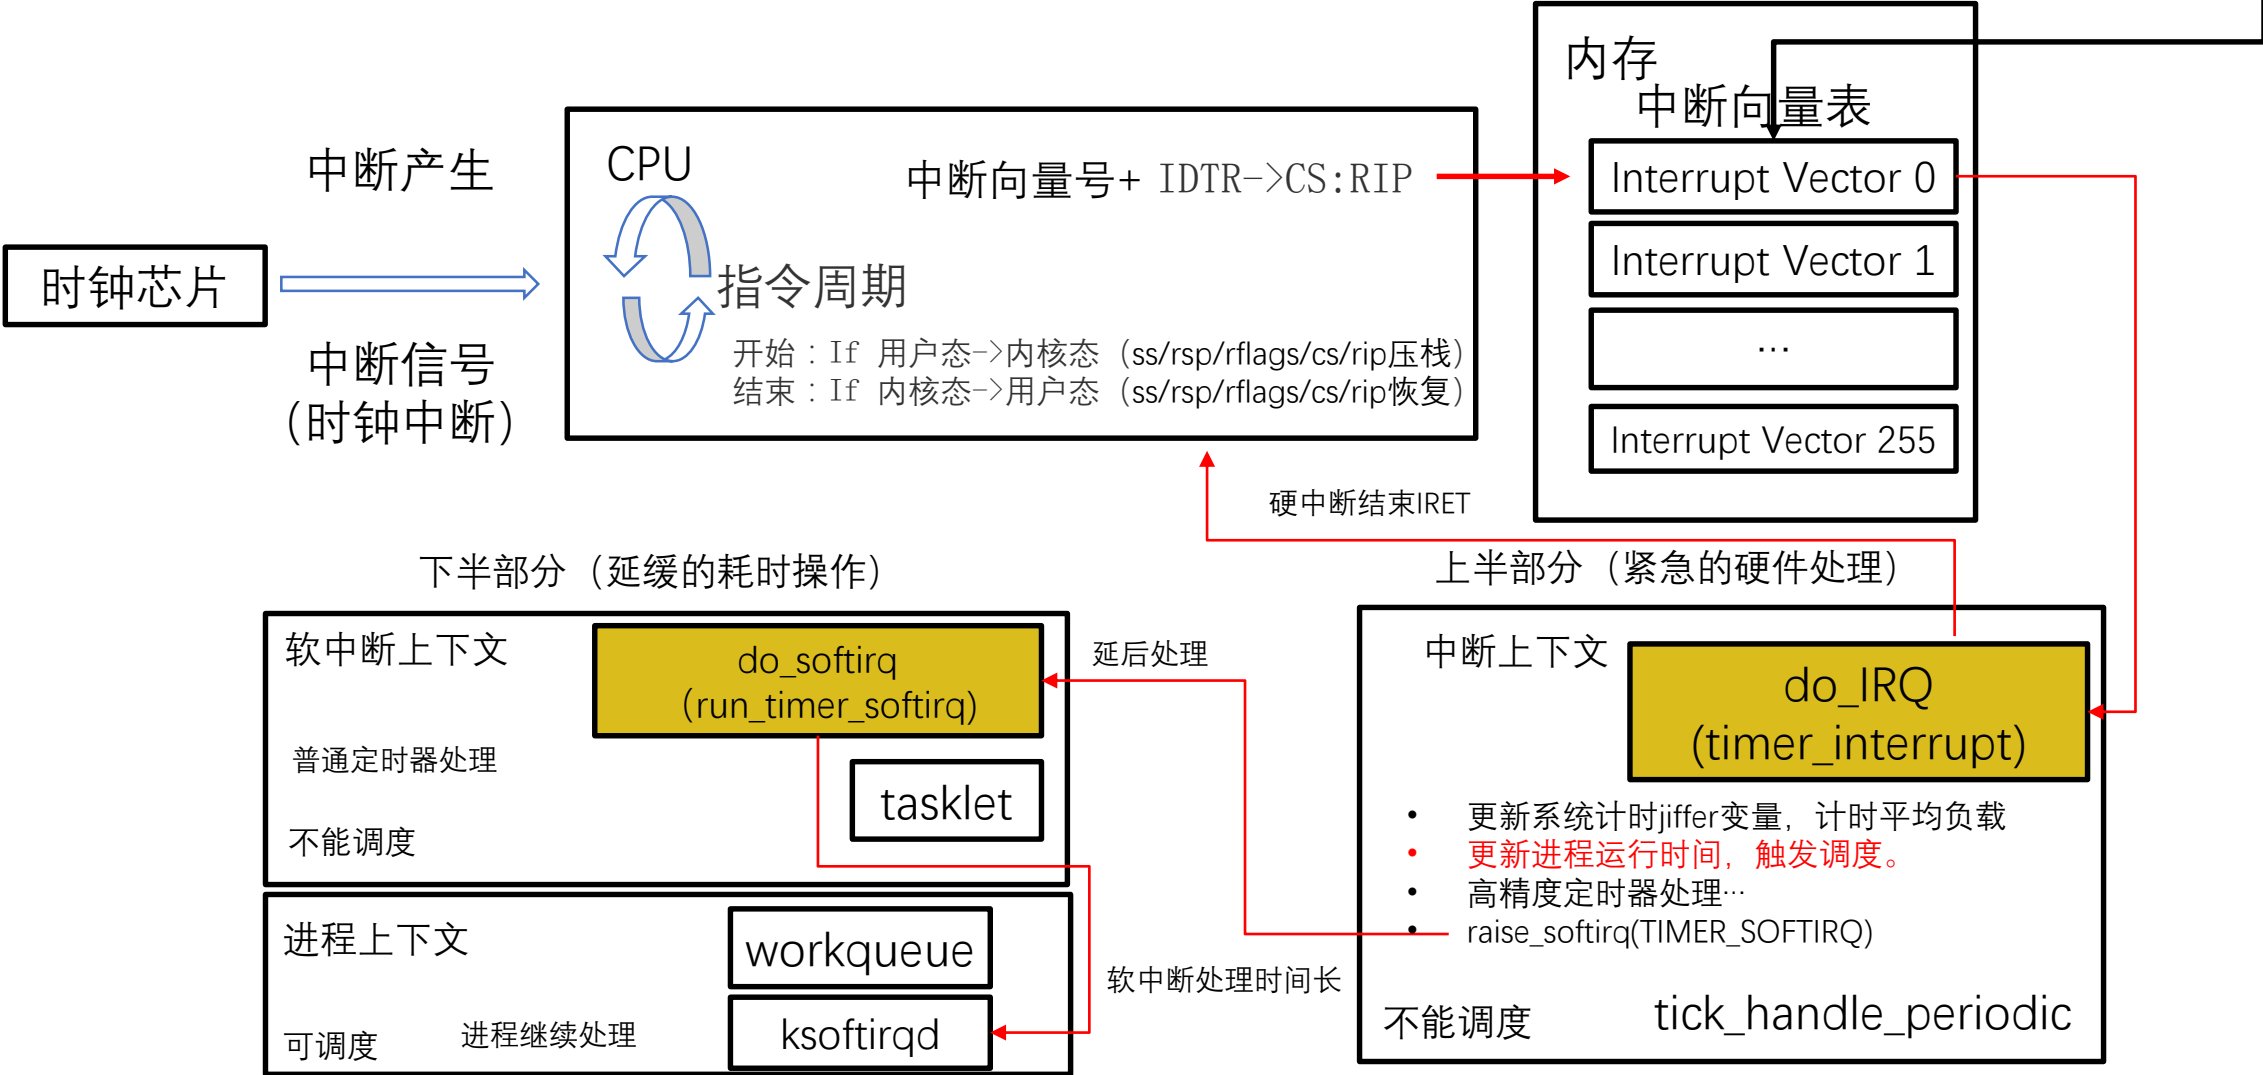 内存
中断向量表
中断产生
CPU
中断向量号+ IDTR->CS:RIP
Interrupt Vector 0
Interrupt Vector 1
时钟芯片
指令周期
中断信号
(时钟中断)
开始：If 用户态->内核态（ss/rsp/rflags/cs/rip压栈）
结束：If 内核态->用户态（ss/rsp/rflags/cs/rip恢复）
...
Interrupt Vector 255
硬中断结束IRET
下半部分（延缓的耗时操作）
上半部分（紧急的硬件处理）
软中断上下文
do_softirq
(run_timer_softirq)
延后处理
中断上下文
do_IRQ
(timer_interrupt)
普通定时器处理
tasklet
不能调度
• 更新系统计时jiffer变量，计时平均负载
• 更新进程运行时间，触发调度。
• 高精度定时器处理...
• raise_softirq(TIMER_SOFTIRQ)
进程上下文
workqueue
软中断处理时间长
可调度
进程继续处理
ksoftirqd
不能调度
tick_handle_periodic